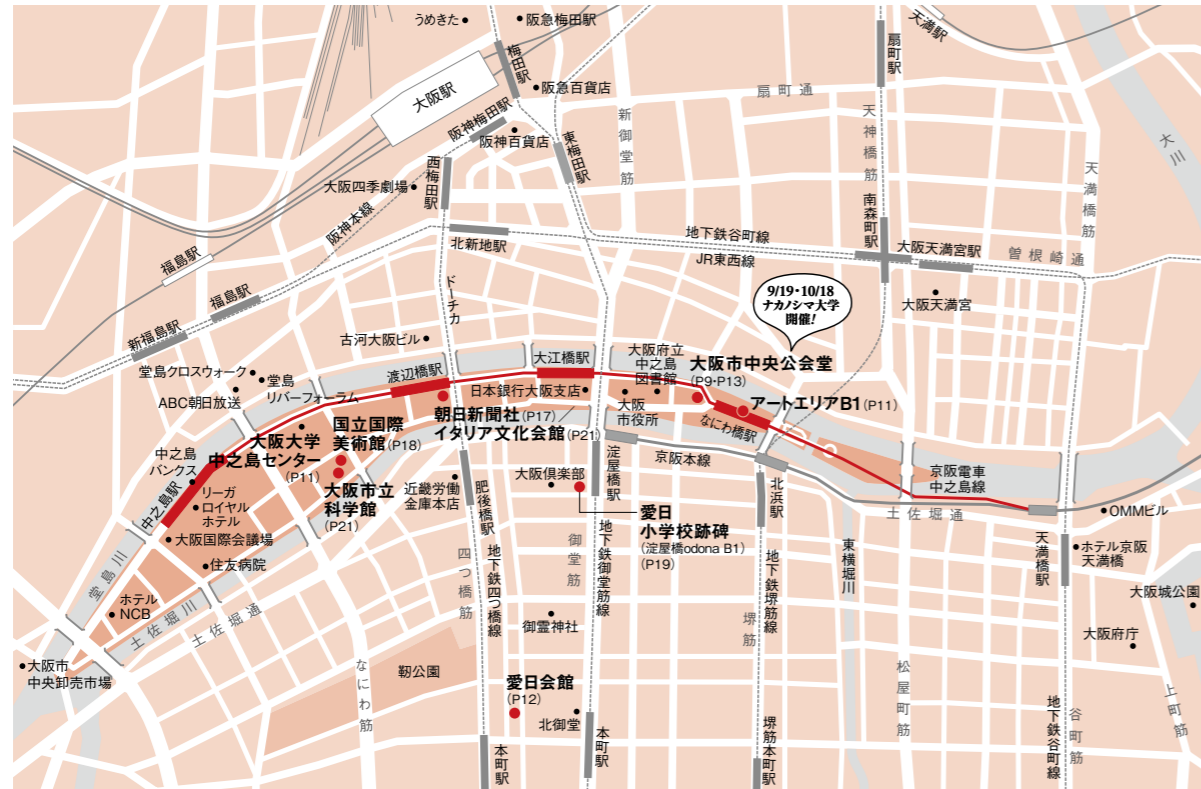 うめきた
阪急梅田駅
梅田駅
天満駅
扇町駅
大阪駅
阪急百貨店
扇町通
阪神梅田駅
阪神百貨店
新御堂筋
天神橋筋
大川
東梅田駅
西梅田駅
大阪四季劇場
天満橋筋
阪神本線
南森町駅
北新地駅
地下鉄谷町線
JR東西線
大阪天満宮駅
曽根崎通
福島駅
福島駅
新福島駅
ドーチカ
9/19・10/18
ナカノシマ大学
開催!
大阪天満宮
古河大阪ビル
大江橋駅
大阪府立
中之島
図書館
大阪市中央公会堂
(P9・P13)
堂島クロスウォーク
堂島
リバーフォーラム
渡辺橋駅
ABC朝日放送
日本銀行大阪支店
大阪
市役所
アートエリアB1(P11)
なにわ橋駅
朝日新聞社(P17)/
イタリア文化会館(P21)
国立国際
美術館(P18)
大阪大学
中之島センター
(P11)
中之島
バンクス
中之島駅
リーガ
ロイヤル
ホテル
大阪市立
科学館
(P21)
近畿労働
金庫本店
肥後橋駅
大阪倶楽部
淀屋橋駅
京阪本線
北浜駅
京阪電車
中之島線
土佐堀通
OMMビル
愛日
小学校跡碑
(淀屋橋odona B1)
(P19)
大阪国際会議場
住友病院
堂島川
ホテル
NCB
土佐堀川
土佐堀通
四つ橋筋
地下鉄四つ橋線
御堂筋
地下鉄御堂筋線
堺筋
地下鉄堺筋線
東横堀川
天満橋駅
ホテル京阪
天満橋
大阪城公園
大阪府庁
御霊神社
大阪市
中央卸売市場
なにわ筋
靭公園
愛日会館
(P12)
北御堂
本町駅
本町駅
堺筋本町駅
松屋町筋
地下鉄谷町線
谷町筋
上町筋